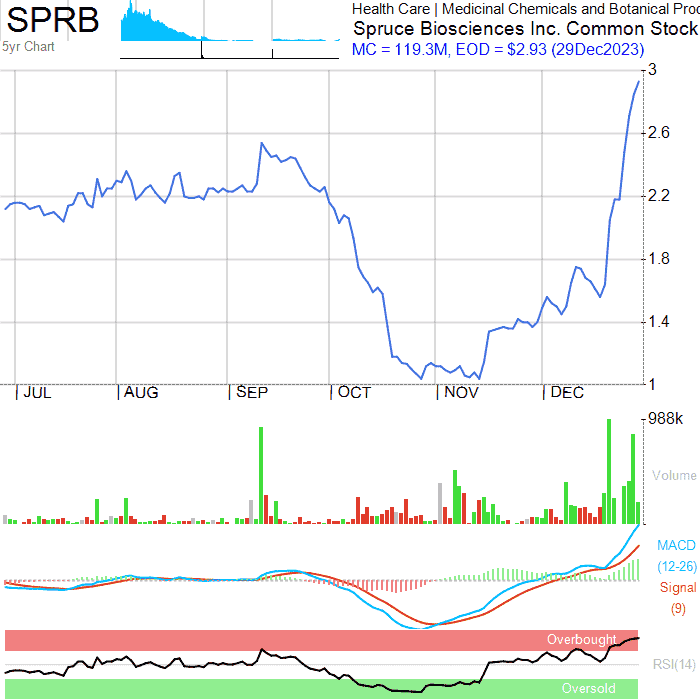 SPRB
5yr Chart
Health Care | Medicinal Chemicals and Botanical Prod
Spruce Biosciences Inc. Common Stock
MC = 119.3M, EOD = $2.93 (29Dec2023)
3
2.6
2.2
1.8
1.4
1
JUL AUG SEP OCT NOV DEC
988k
Volume
MACD
(12-26)
Signal
(9)
Overbought
RSI(14)
Oversold